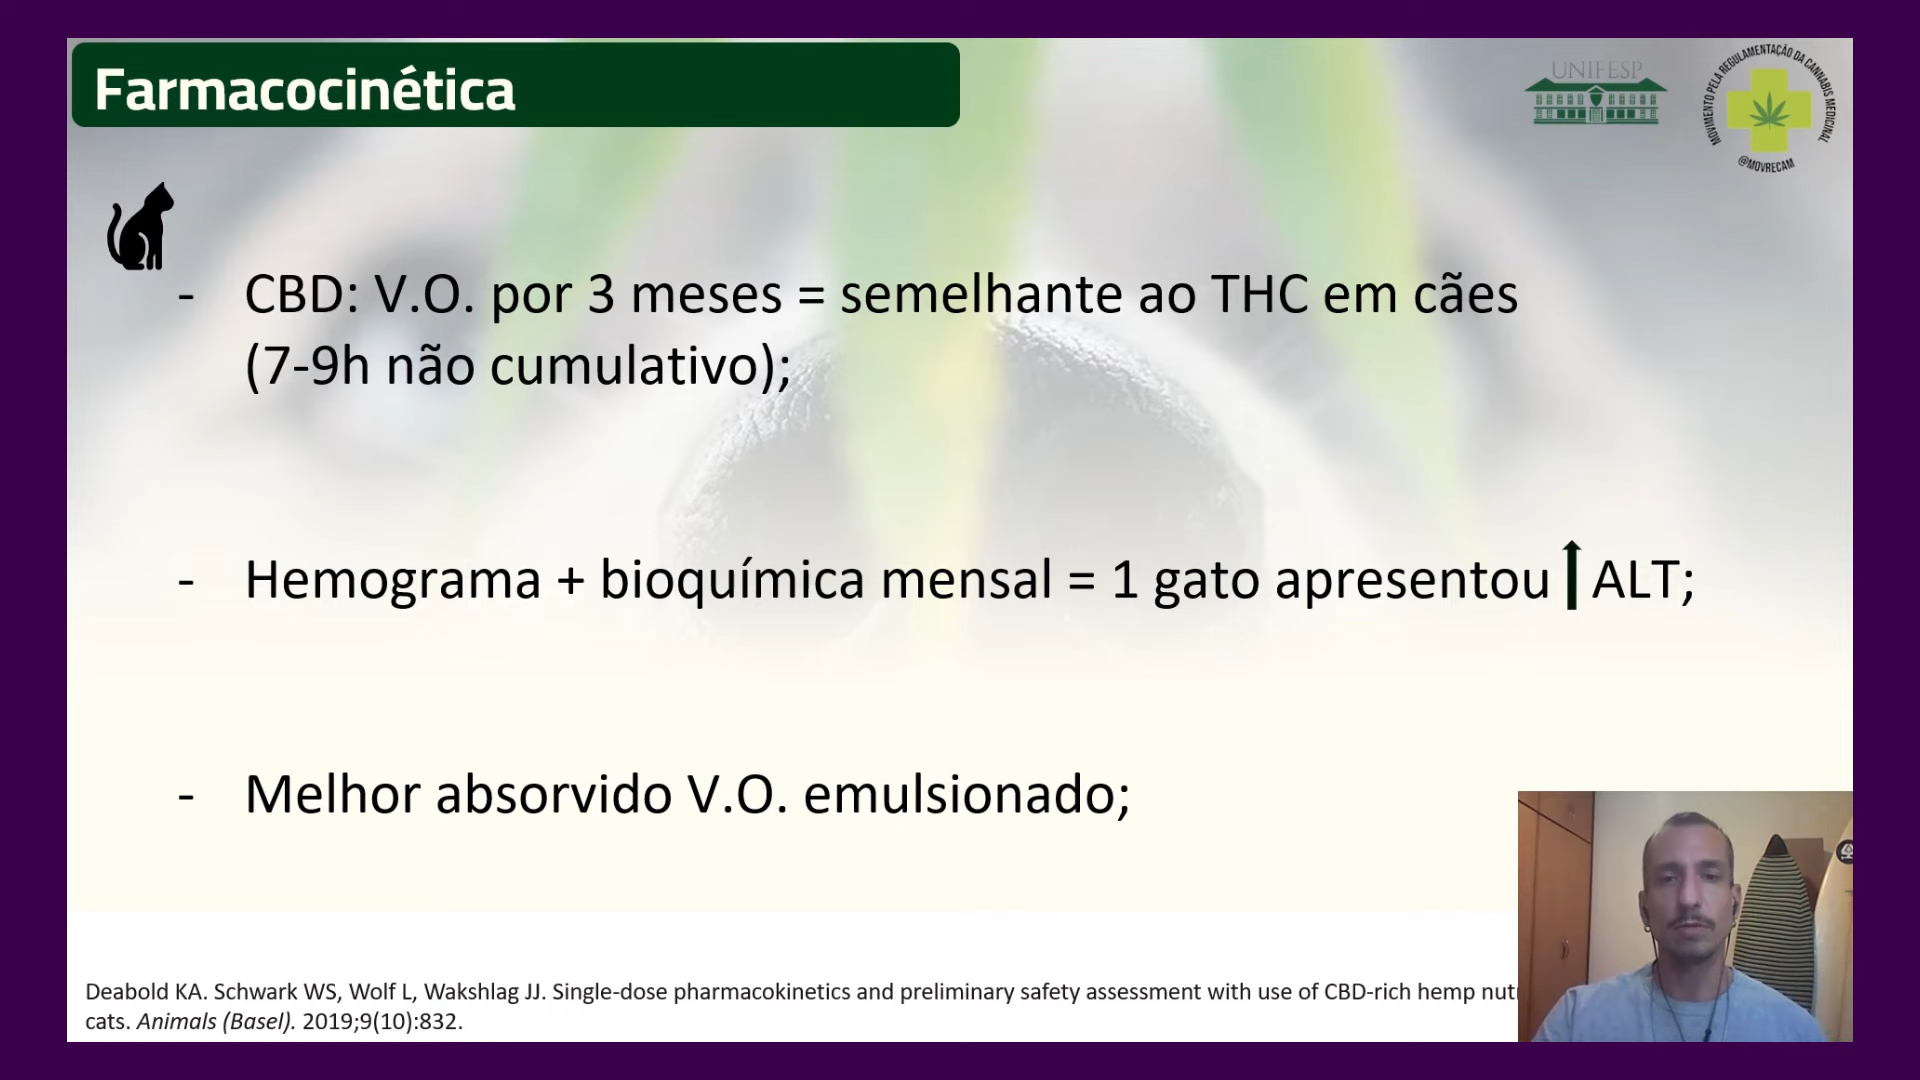 Farmacocinética
UNIFESP
MOVIMENTO PELA REGULAMENTAÇÃO DA CANNABIS MEDICINAL
@MOVRECAM
- CBD: V.O. por 3 meses = semelhante ao THC em cães
(7-9h não cumulativo);
- Hemograma + bioquímica mensal = 1 gato apresentou ALT;
- Melhor absorvido V.O. emulsionado;
Deabold KA. Schwark WS, Wolf L, Wakshlag JJ. Single-dose pharmacokinetics and preliminary safety assessment with use of CBD-rich hemp
cats. Animals (Basel). 2019;9(10):832.